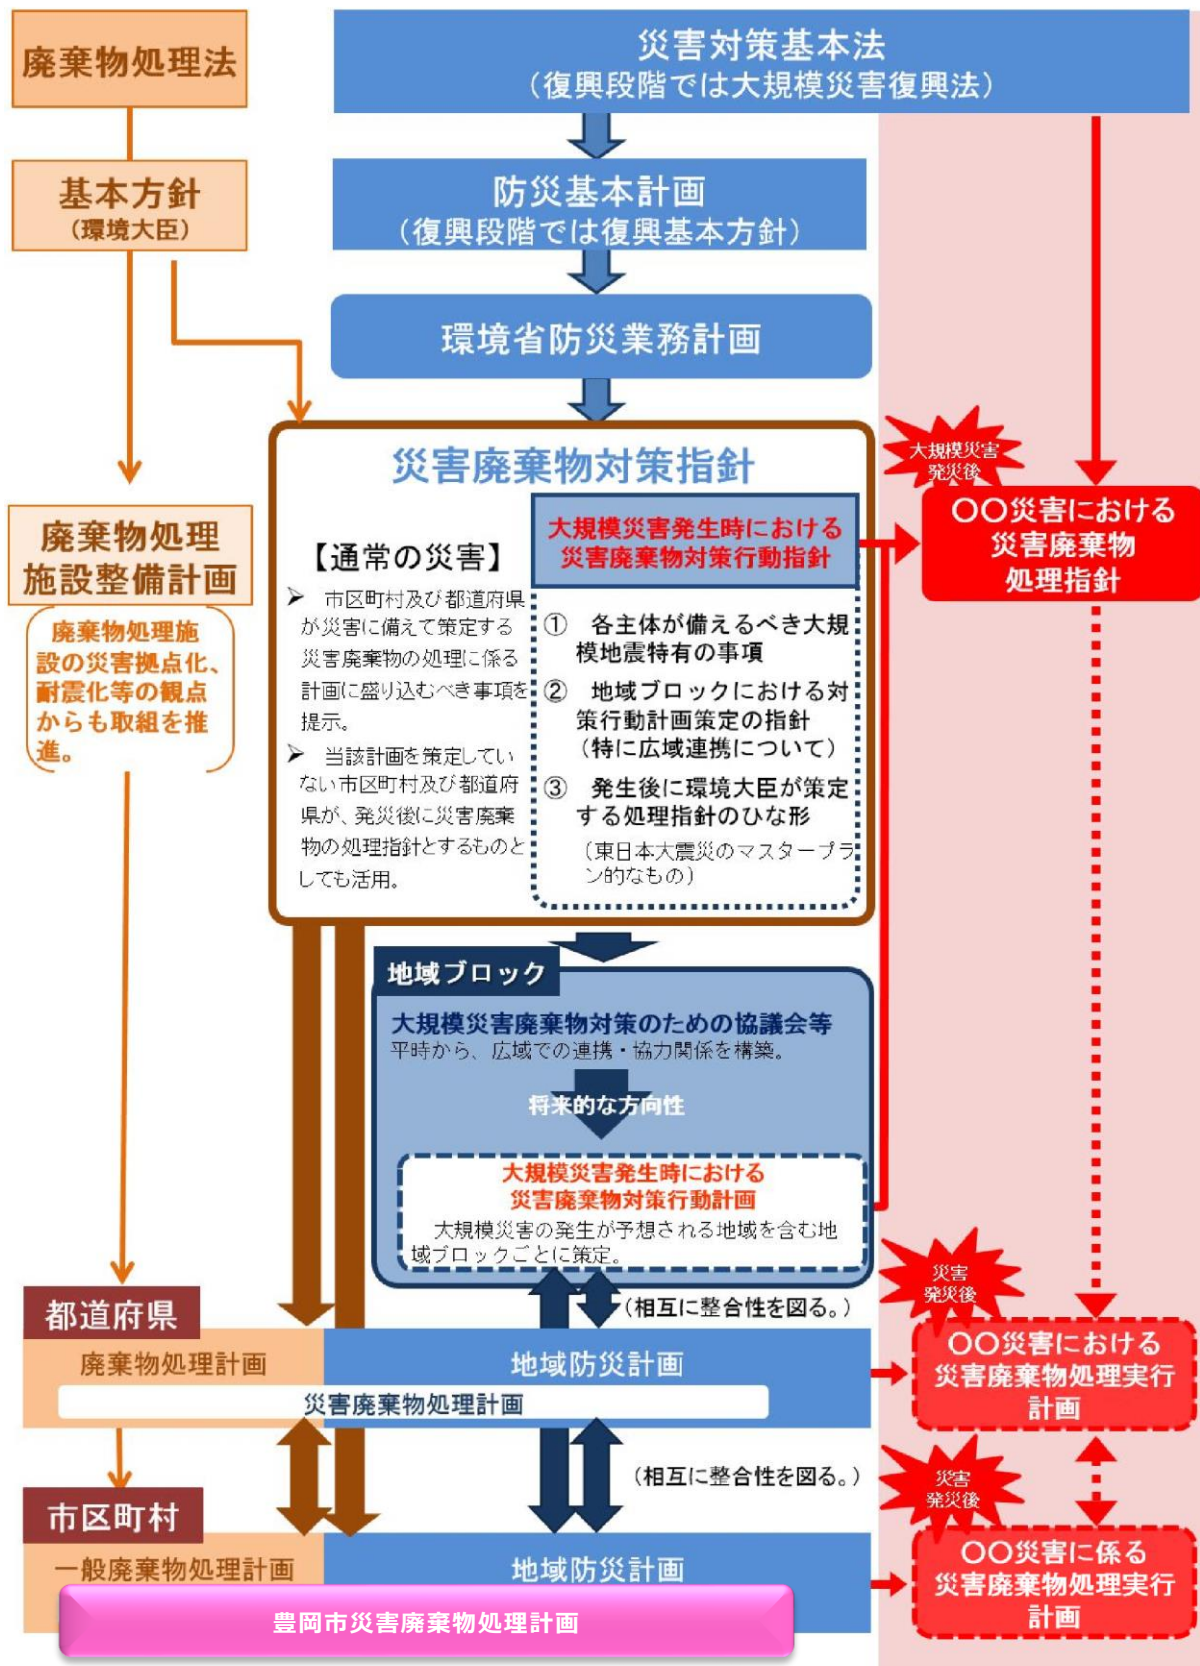 廃棄物処理法
災害対策基本法
(復興段階では大規模災害復興法)
基本方針
(環境大臣)
防災基本計画
(復興段階では復興基本方針)
環境省防災業務計画
災害廃棄物対策指針
【通常の災害】
➢ 市区町村及び都道府県
が災害に備えて策定する
災害廃棄物の処理に係る
計画に盛り込むべき事項を
提示。
➢ 当該計画を策定してい
ない市区町村及び都道府
県が、発災後に災害廃棄
物の処理指針とするものと
しても活用。
大規模災害発生時における
災害廃棄物対策行動指針
① 各主体が備えるべき大規
模地震特有の事項
② 地域ブロックにおける対
策行動計画策定の指針
(特に広域連携について)
③ 発生後に環境大臣が策定
する処理指針のひな形
(東日本大震災のマスタープラ
ン的なもの)
大規模災害
発災後
〇〇災害における
災害廃棄物
処理指針
廃棄物処理
施設整備計画
廃棄物処理施
設の災害拠点化、
耐震化等の観点
からも取組を推
進。
地域ブロック
大規模災害廃棄物対策のための協議会等
平時から、広域での連携・協力関係を構築。
将来的な方向性
大規模災害発生時における
災害廃棄物対策行動計画
大規模災害の発生が予想される地域を含む地
域ブロックごとに策定。
(相互に整合性を図る。)
都道府県
廃棄物処理計画
地域防災計画
災害廃棄物処理計画
災害
発災後
〇〇災害における
災害廃棄物処理実行
計画
(相互に整合性を図る。)
市区町村
一般廃棄物処理計画
地域防災計画
豊岡市災害廃棄物処理計画
災害
発災後
〇〇災害に係る
災害廃棄物処理実行
計画